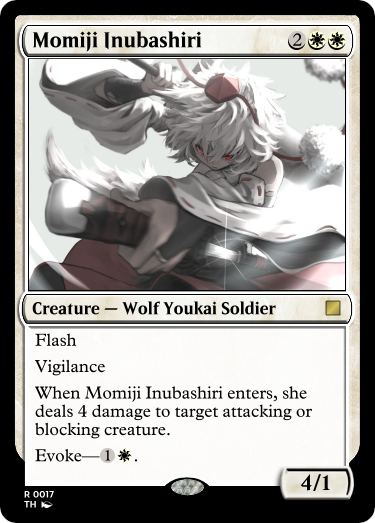 Momiji Inubashiri 2
Creature — Wolf Youkai Soldier
Flash
Vigilance
When Momiji Inubashiri enters, she
deals 4 damage to target attacking or
blocking creature.
Evoke—1.
4/1
R 0017
TH